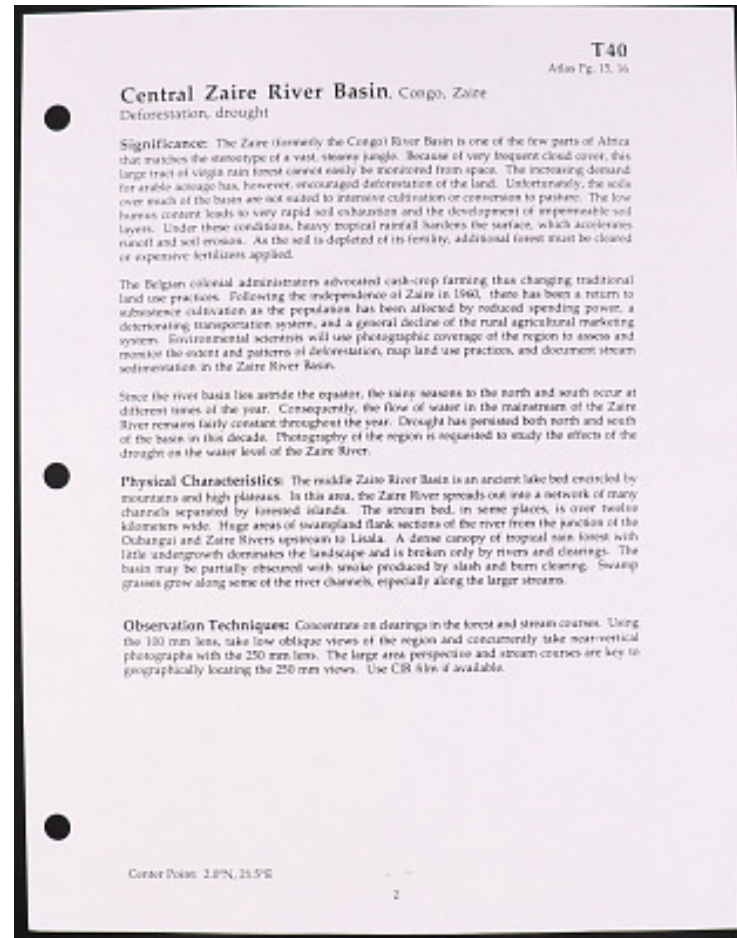 T40
Atlas Pg. 15, 16
Central Zaire River Basin, Congo, Zaire
Deforestation, drought
Significance: The Zaire (formerly the Congo) River Basin is one of the few parts of Africa
that matches the stereotype of a vast, steamy jungle. Because of very frequent cloud cover, this
large tract of virgin rain forest cannot easily be monitored from space. The increasing demand
for arable acreage has, however, encouraged deforestation of the land. Unfortunately, the soils
over much of the basin are not suited to intensive cultivation or conversion to pasture. The low
humus content leads to very rapid soil exhaustion and the development of impermeable soil
layers. Under these conditions, heavy tropical rainfall hardens the surface, which accelerates
runoff and soil erosion. As the soil is depleted of its fertility, additional forest must be cleared
or expensive fertilizers applied.
The Belgian colonial administrators advocated cash-crop farming thus changing traditional
land use practices. Following the independence of Zaire in 1960, there has been a return to
subsistence cultivation as the population has been affected by reduced spending power, a
deteriorating transportation system, and a general decline of the rural agricultural marketing
system. Environmental scientists will use photographic coverage of the region to assess and
monitor the extent and patterns of deforestation, map land use practices, and document stream
sedimentation in the Zaire River Basin.
Since the river basin lies astride the equator, the rainy seasons to the north and south occur at
different times of the year. Consequently, the flow of water in the mainstream of the Zaire
River remains fairly constant throughout the year. Drought has persisted both north and south
of the basin in this decade. Photography of the region is requested to study the effects of the
drought on the water level of the Zaire River.
Physical Characteristics: The middle Zaire River Basin is an ancient lake bed encircled by
mountains and high plateaus. In this area, the Zaire River spreads out into a network of many
channels separated by forested islands. The stream bed, in some places, is over twelve
kilometers wide. Huge areas of swampland flank sections of the river from the junction of the
Oubangui and Zaire Rivers upstream to Lisala. A dense canopy of tropical rain forest with
little undergrowth dominates the landscape and is broken only by rivers and clearings. The
basin may be partially obscured with smoke produced by slash and burn clearing. Swamp
grasses grow along some of the river channels, especially along the larger streams.
Observation Techniques: Concentrate on clearings in the forest and stream courses. Using
the 100 mm lens, take low oblique views of the region and concurrently take near-vertical
photographs with the 250 mm lens. The large area perspective and stream courses are key to
geographically locating the 250 mm views. Use CIR film if available.
Center Point: 2.0°N, 21.5°E
2